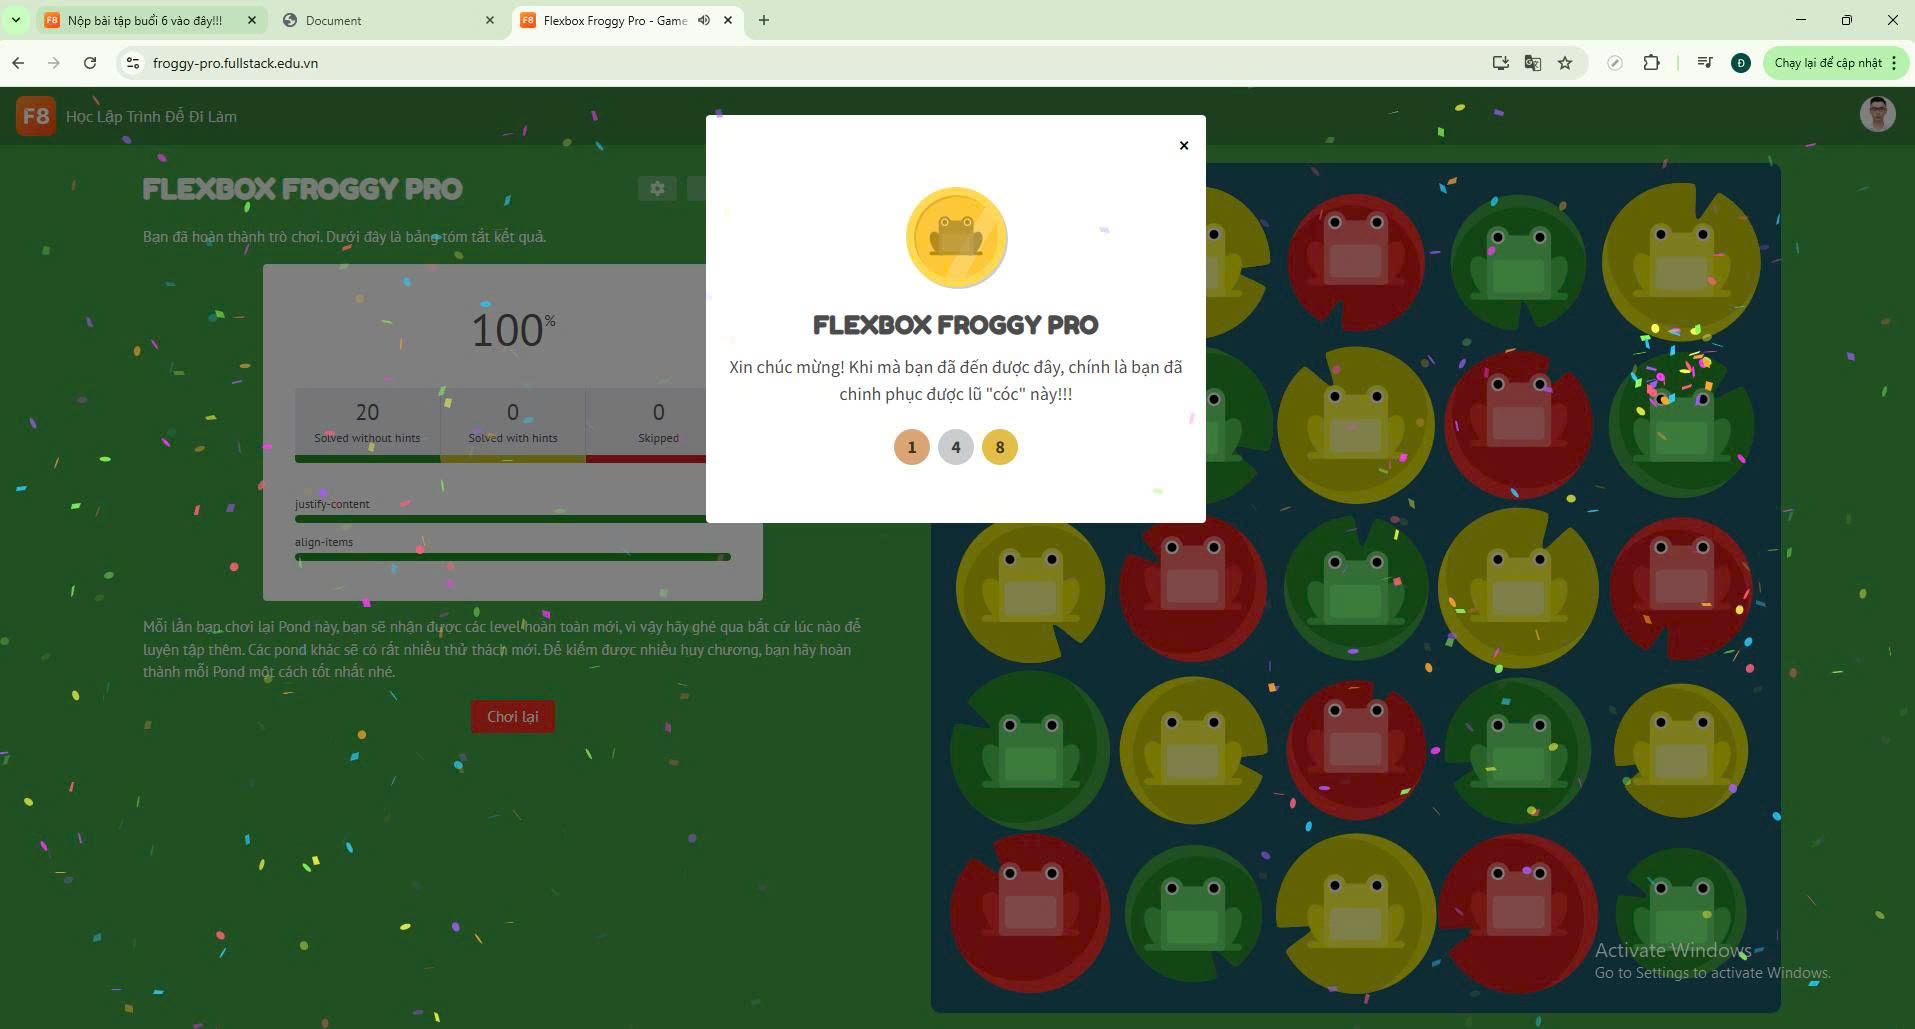 Nộp bài tập buổi 6 vào đây!!!
Document
Flexbox Froggy Pro - Game
froggy-pro.fullstack.edu.vn
Đ
Chạy lại để cập nhật
F8
Học Lập Trình Để Đi Làm
FLEXBOX FROGGY PRO
Bạn đã hoàn thành trò chơi. Dưới đây là bảng tóm tắt kết quả.
100%
20
Solved without hints
0
Solved with hints
0
Skipped
justify-content
align-items
Mỗi lần bạn chơi lại Pond này, bạn sẽ nhận được các level hoàn toàn mới, vì vậy hãy ghé qua bất cứ lúc nào để
luyện tập thêm. Các pond khác sẽ có rất nhiều thử thách mới. Để kiếm được nhiều huy chương, bạn hãy hoàn
thành mỗi Pond một cách tốt nhất nhé.
Chơi lại
×
FLEXBOX FROGGY PRO
Xin chúc mừng! Khi mà bạn đã đến được đây, chính là bạn đã
chinh phục được lũ "cóc" này!!!
1 4 8
Activate Windows
Go to Settings to activate Windows.